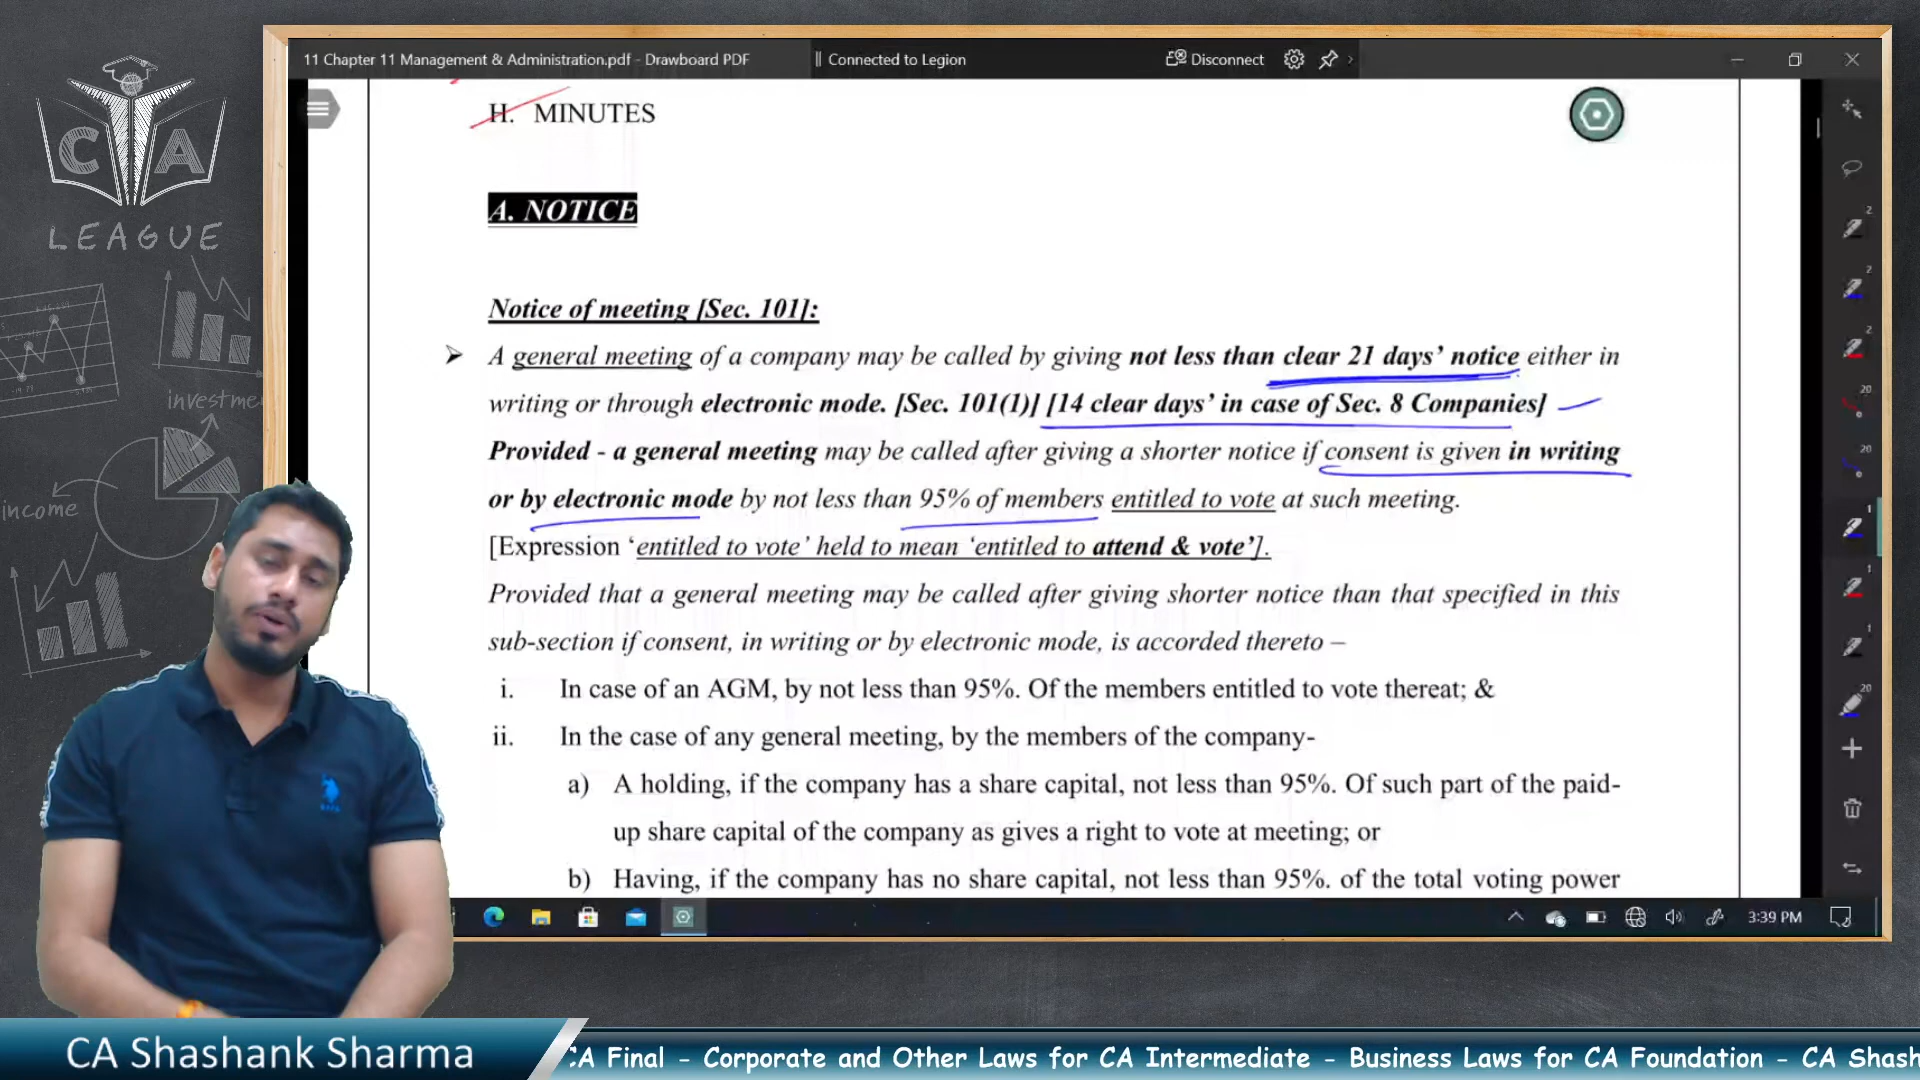 11 Chapter 11 Management & Administration.pdf - Drawboard PDF
Connected to Legion
Disconnect
H. MINUTES
A. NOTICE
Notice of meeting [Sec. 101]:
A general meeting of a company may be called by giving not less than clear 21 days' notice either in
writing or through electronic mode. [Sec. 101(1)] [14 clear days' in case of Sec. 8 Companies]
Provided - a general meeting may be called after giving a shorter notice if consent is given in writing
or by electronic mode by not less than 95% of members entitled to vote at such meeting.
[Expression 'entitled to vote' held to mean 'entitled to attend & vote'].
Provided that a general meeting may be called after giving shorter notice than that specified in this
sub-section if consent, in writing or by electronic mode, is accorded thereto –
i. In case of an AGM, by not less than 95%. Of the members entitled to vote thereat; &
ii. In the case of any general meeting, by the members of the company-
a) A holding, if the company has a share capital, not less than 95%. Of such part of the paid-
up share capital of the company as gives a right to vote at meeting; or
b) Having, if the company has no share capital, not less than 95%. of the total voting power
3:39 PM
CA
LEAGUE
investme
income
2
2
2
20
20
1
1
1
20
CA Shashank Sharma
CA Final - Corporate and Other Laws for CA Intermediate - Business Laws for CA Foundation - CA Shash